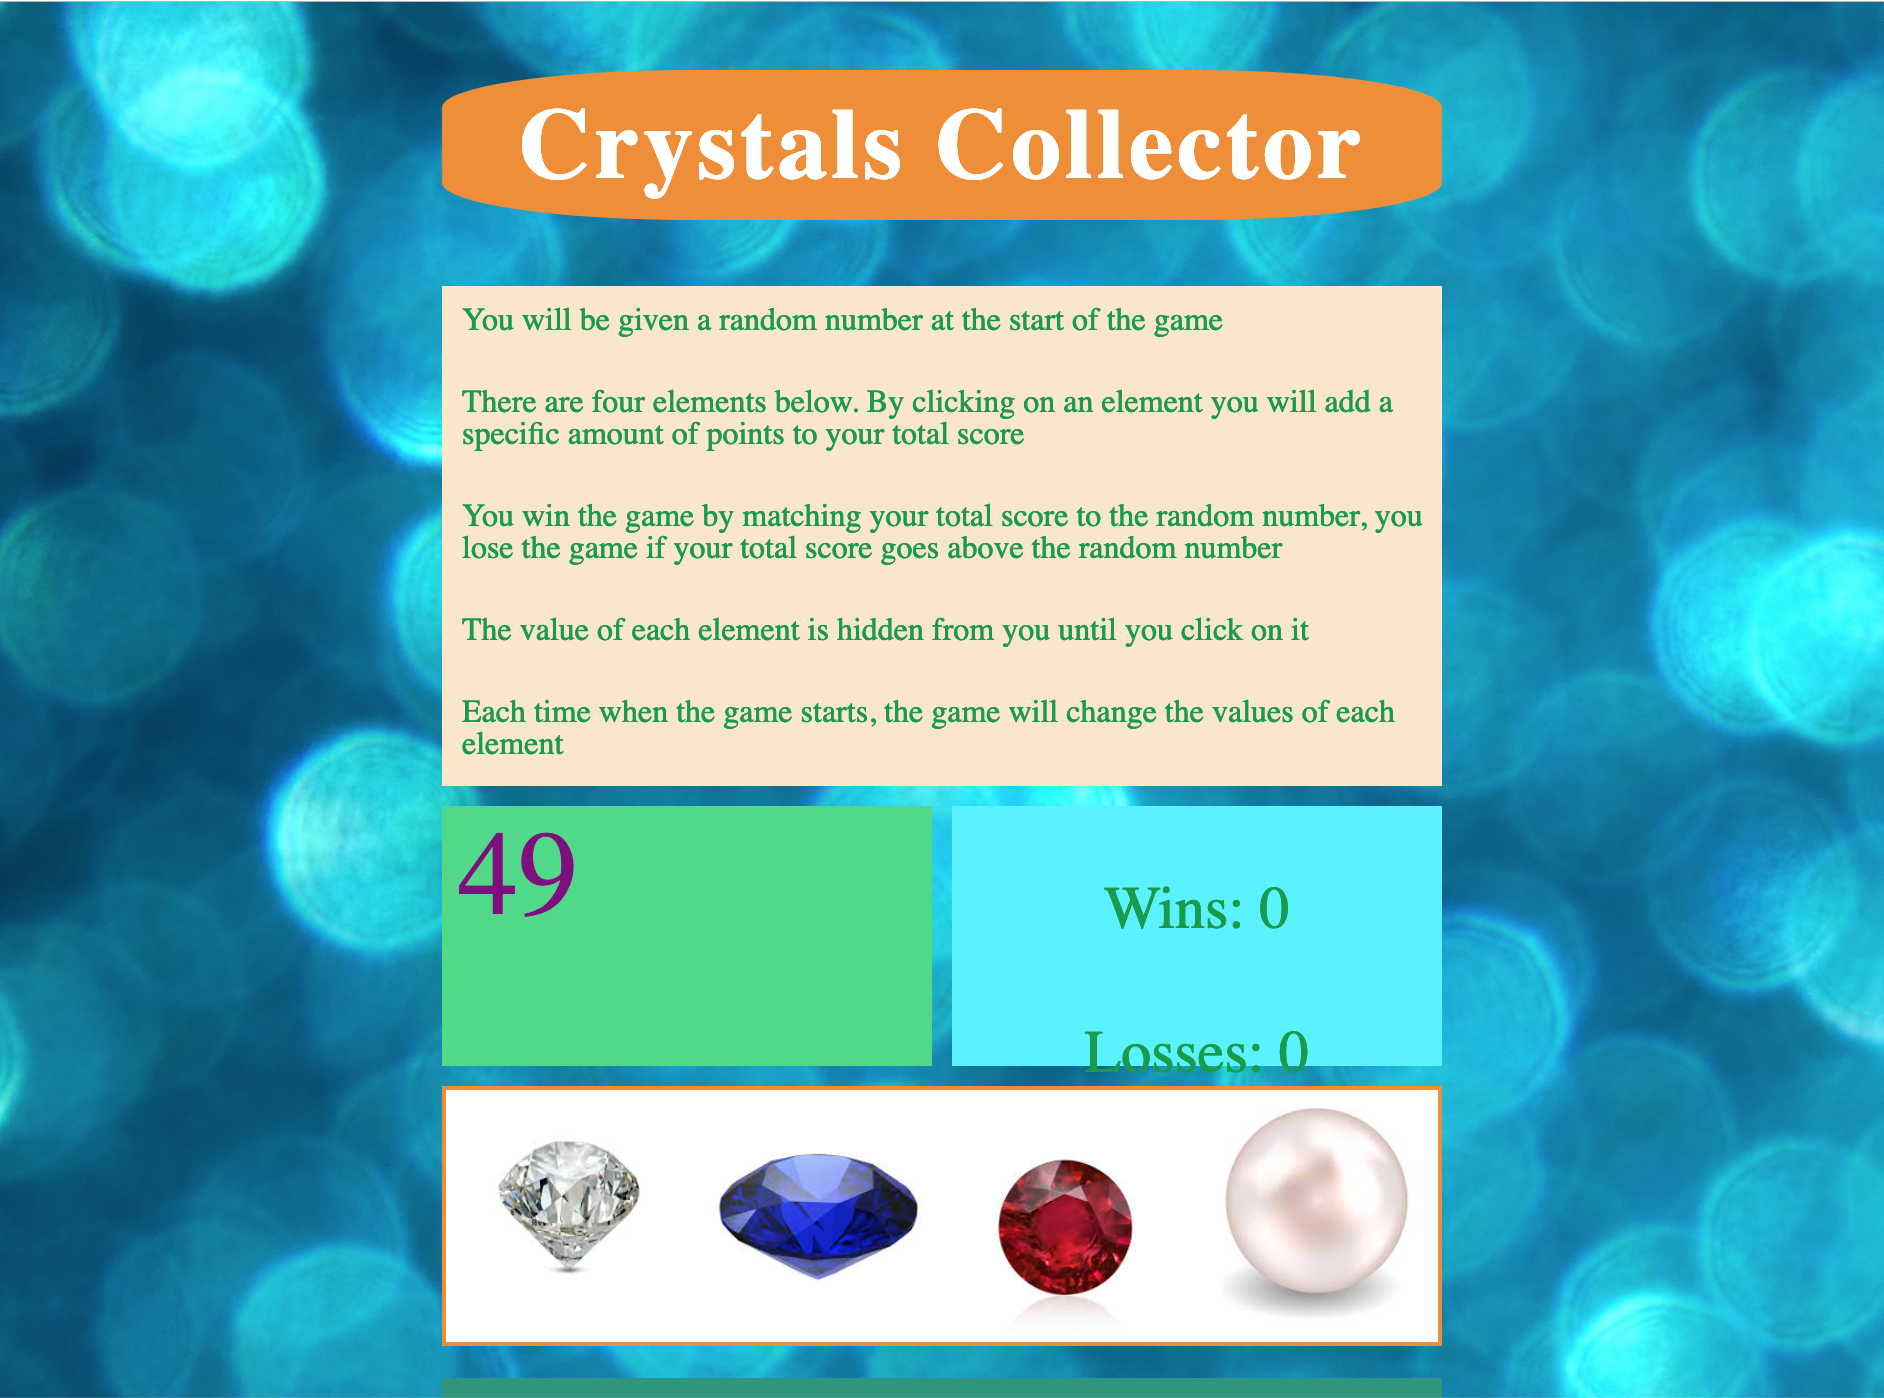 Crystals Collector
You will be given a random number at the start of the game
There are four elements below. By clicking on an element you will add a
specific amount of points to your total score
You win the game by matching your total score to the random number, you
lose the game if your total score goes above the random number
The value of each element is hidden from you until you click on it
Each time when the game starts, the game will change the values of each
element
49
Wins: 0
Losses: 0